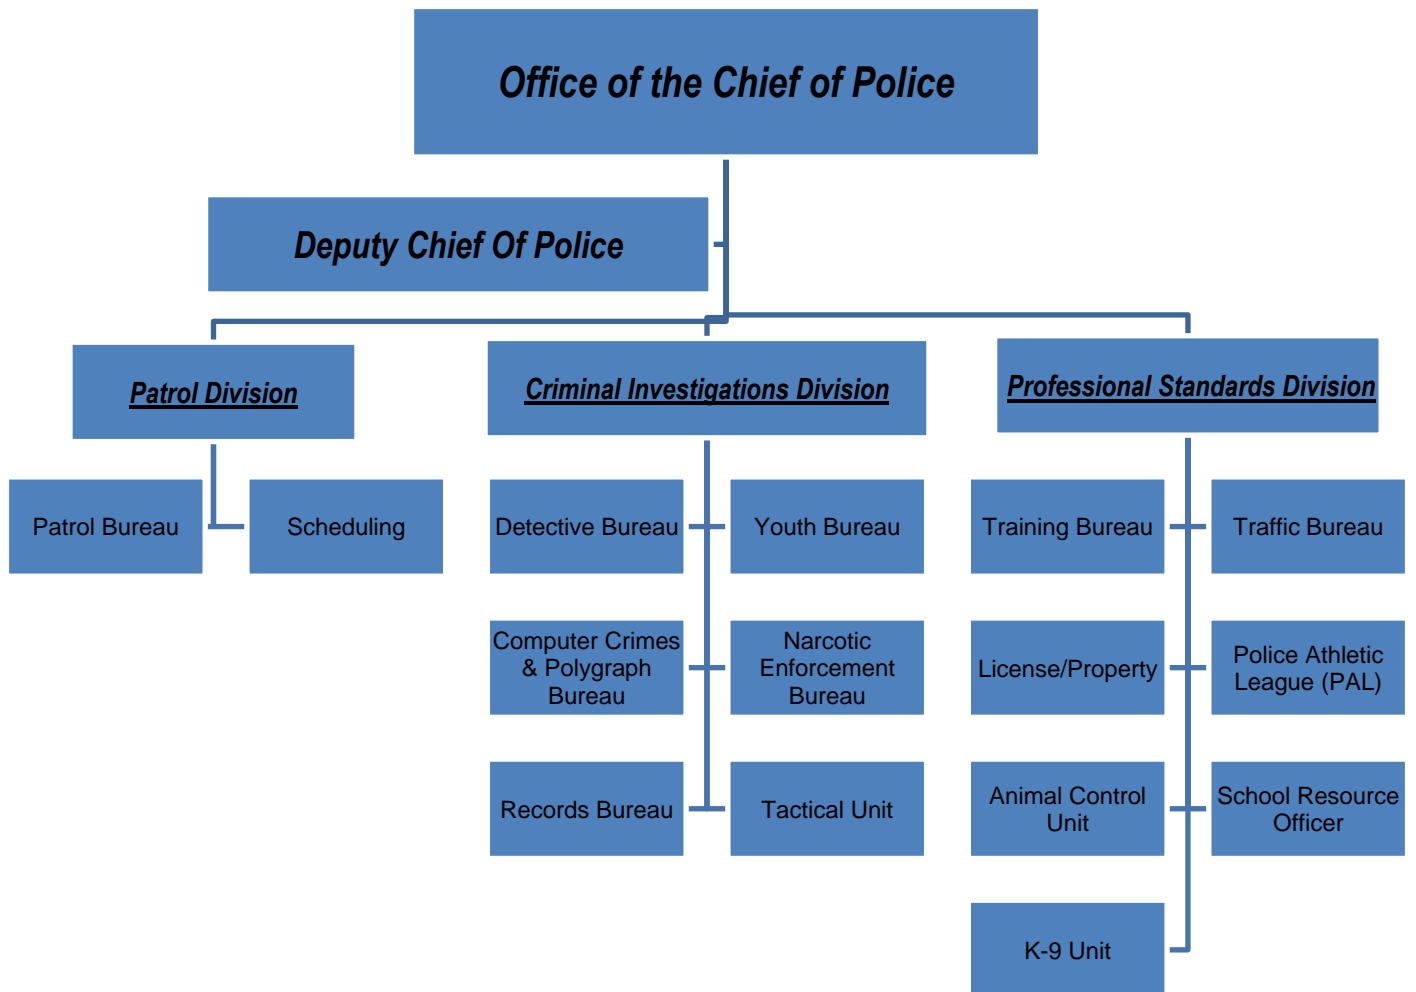 Office of the Chief of Police
Deputy Chief Of Police
Patrol Division
Criminal Investigations Division
Professional Standards Division
Patrol Bureau
Scheduling
Detective Bureau
Youth Bureau
Training Bureau
Traffic Bureau
Computer Crimes
& Polygraph
Bureau
Narcotic
Enforcement
Bureau
License/Property
Police Athletic
League (PAL)
Records Bureau
Tactical Unit
Animal Control
Unit
School Resource
Officer
K-9 Unit